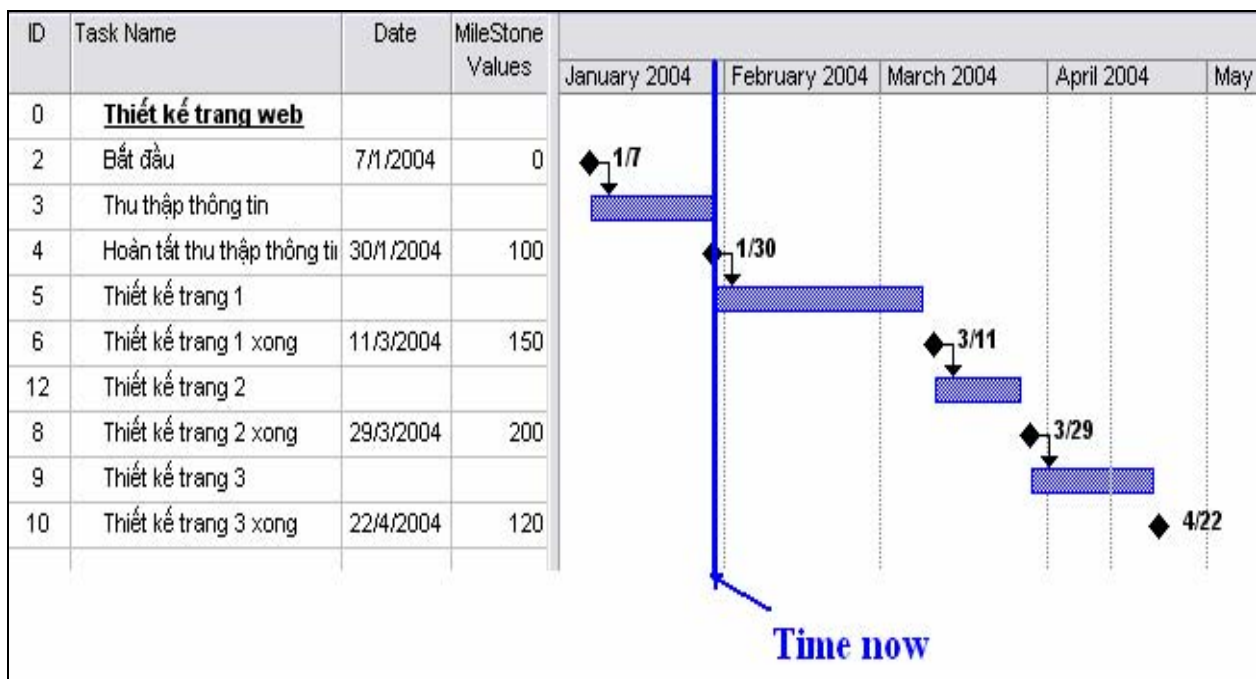 ID Task Name Date MileStone
Values
January 2004 February 2004 March 2004 April 2004 May
0 Thiết kế trang web
2 Bắt đầu 7/1/2004 0 1/7
3 Thu thập thông tin
4 Hoàn tất thu thập thông tin 30/1/2004 100 1/30
5 Thiết kế trang 1
6 Thiết kế trang 1 xong 11/3/2004 150 3/11
12 Thiết kế trang 2
8 Thiết kế trang 2 xong 29/3/2004 200 3/29
9 Thiết kế trang 3
10 Thiết kế trang 3 xong 22/4/2004 120 4/22
Time now